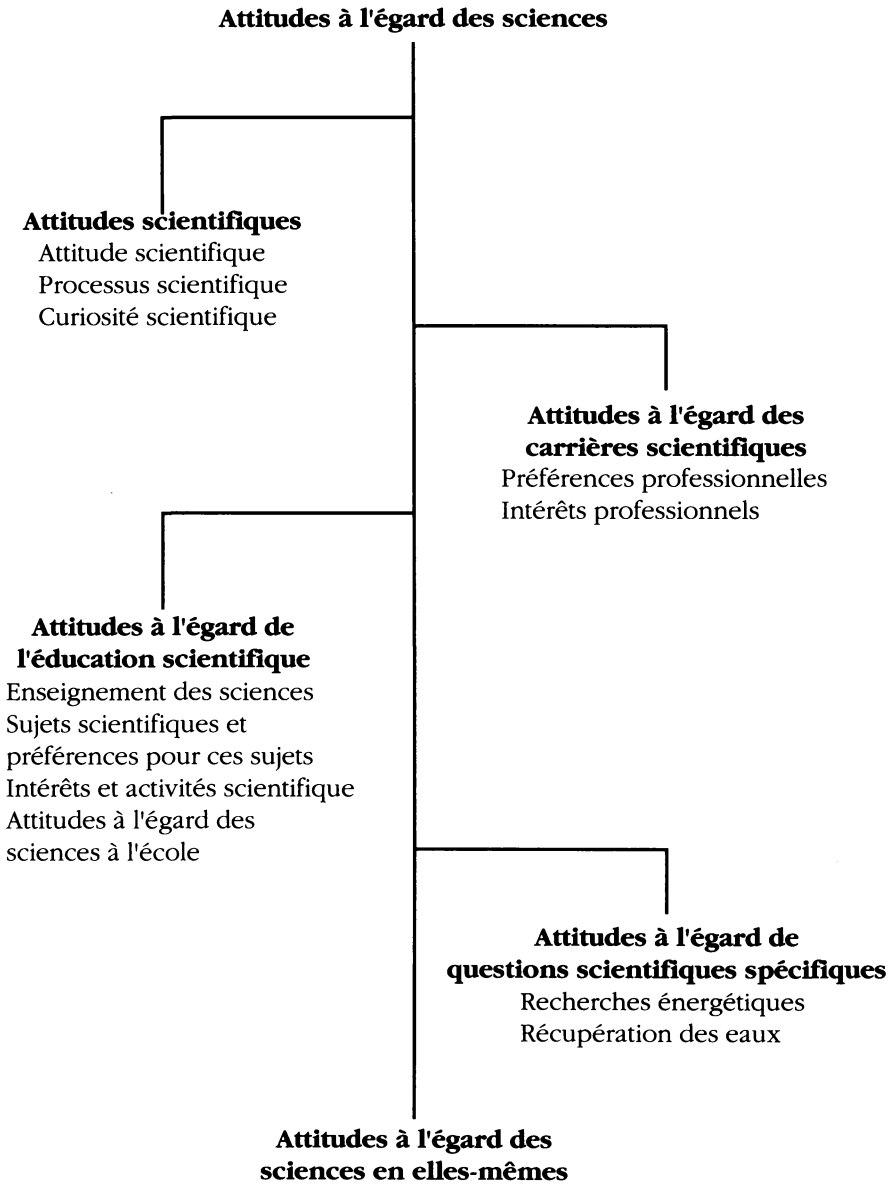 Attitudes à l'égard des sciences
Attitudes scientifiques
Attitude scientifique
Processus scientifique
Curiosité scientifique
Attitudes à l'égard des
carrières scientifiques
Préférences professionnelles
Intérêts professionnels
Attitudes à l'égard de
l'éducation scientifique
Enseignement des sciences
Sujets scientifiques et
préférences pour ces sujets
Intérêts et activités scientifique
Attitudes à l'égard des
sciences à l'école
Attitudes à l'égard de
questions scientifiques spécifiques
Recherches énergétiques
Récupération des eaux
Attitudes à l'égard des
sciences en elles-mêmes